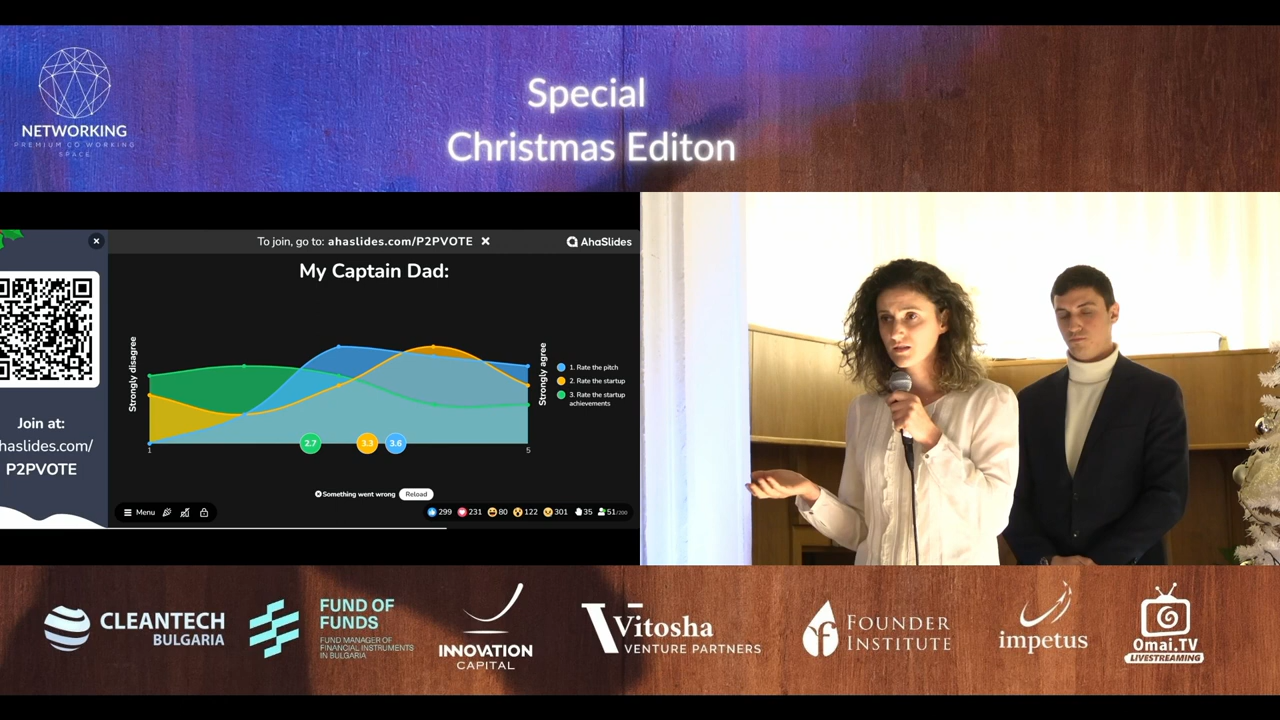 NETWORKING
PREMIUM CO WORKING
SPACE
Special
Christmas Editon
To join, go to: ahaslides.com/P2PVOTE ✕
AhaSlides
My Captain Dad:
Strongly disagree
Strongly agree
1. Rate the pitch
2. Rate the startup
3. Rate the startup
achievements
2.7
3.3
3.6
1
5
Join at:
haslides.com/
P2PVOTE
Something went wrong Reload
Menu
299 231 80 122 301 35 51/200
CLEANTECH
BULGARIA
FUND OF
FUNDS
FUND MANAGER OF
FINANCIAL INSTRUMENTS
IN BULGARIA
INNOVATION
CAPITAL
Vitosha
VENTURE PARTNERS
FOUNDER
INSTITUTE
impetus
Omai.TV
LIVESTREAMING